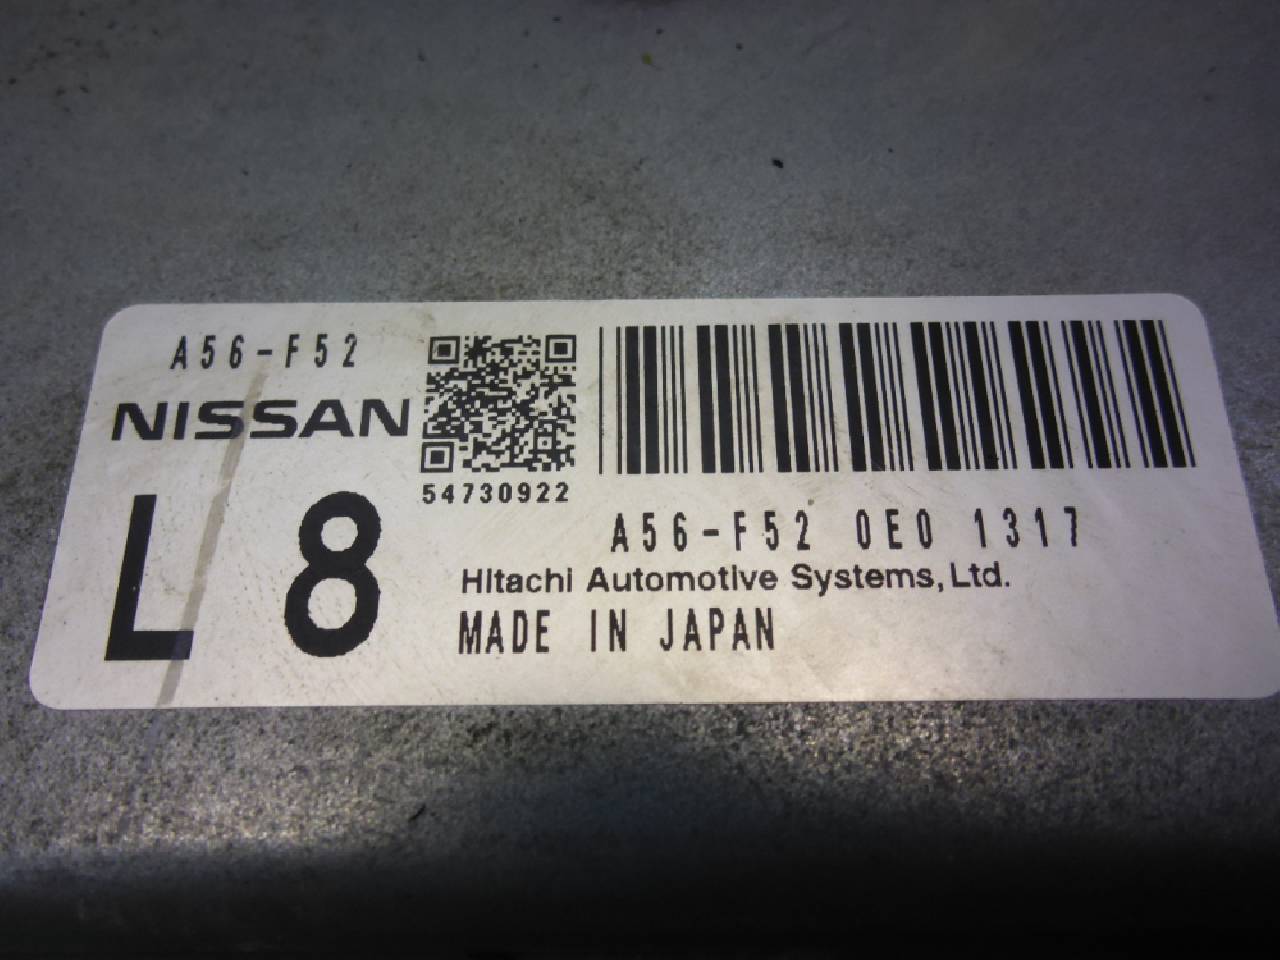 A56-F52
NISSAN
L 8
54730922
A56-F52 0E0 1317
Hitachi Automotive Systems, Ltd.
MADE IN JAPAN